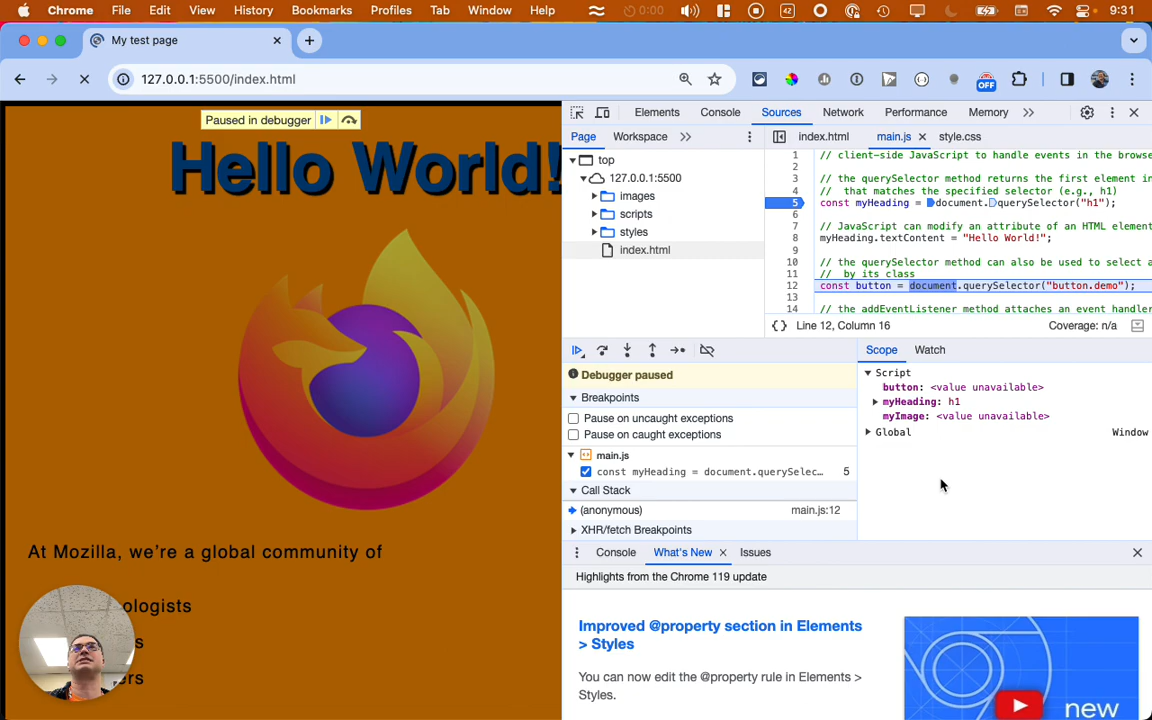 Chrome File Edit View History Bookmarks Profiles Tab Window Help 0:00 42 9:31
My test page
127.0.0.1:5500/index.html
OFF
Paused in debugger
Hello World!
At Mozilla, we're a global community of
ologists
s
ers
Elements Console Sources Network Performance Memory
Page Workspace
index.html main.js style.css
top
127.0.0.1:5500
images
scripts
styles
index.html
1 // client-side JavaScript to handle events in the browse
2
3 // the querySelector method returns the first element in
4 // that matches the specified selector (e.g., h1)
5 const myHeading = document.querySelector("h1");
6
7 // JavaScript can modify an attribute of an HTML element
8 myHeading.textContent = "Hello World!";
9
10 // the querySelector method can also be used to select a
11 // by its class
12 const button = document.querySelector("button.demo");
13
14 // the addEventListener method attaches an event handler
{} Line 12, Column 16 Coverage: n/a
Debugger paused
Breakpoints
Pause on uncaught exceptions
Pause on caught exceptions
main.js
const myHeading = document.querySelec… 5
Call Stack
(anonymous) main.js:12
XHR/fetch Breakpoints
Scope Watch
Script
button: <value unavailable>
myHeading: h1
myImage: <value unavailable>
Global Window
Console What's New Issues
Highlights from the Chrome 119 update
Improved @property section in Elements
> Styles
You can now edit the @property rule in Elements >
Styles.
new